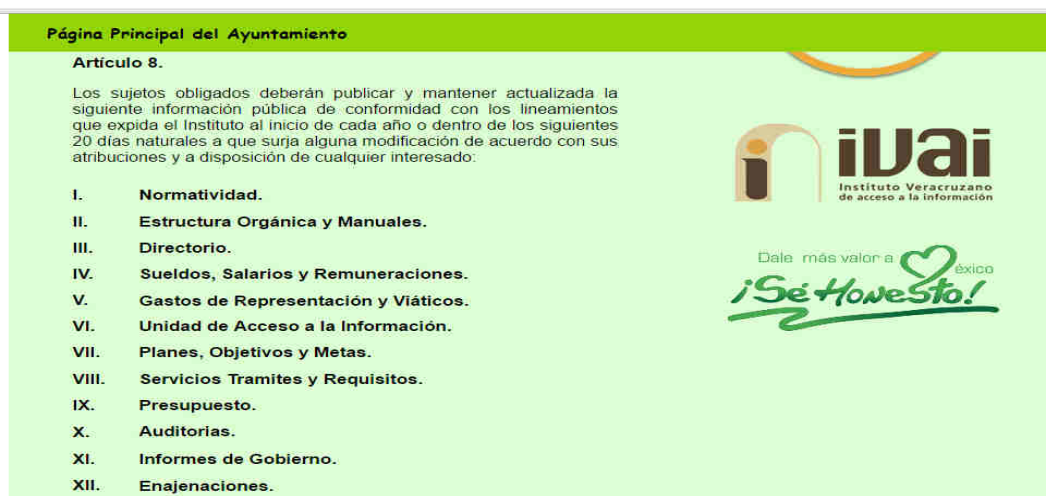 Página Principal del Ayuntamiento
Artículo 8.
Los sujetos obligados deberán publicar y mantener actualizada la
siguiente información pública de conformidad con los lineamientos
que expida el Instituto al inicio de cada año o dentro de los siguientes
20 días naturales a que surja alguna modificación de acuerdo con sus
atribuciones y a disposición de cualquier interesado:
I. Normatividad.
II. Estructura Orgánica y Manuales.
III. Directorio.
IV. Sueldos, Salarios y Remuneraciones.
V. Gastos de Representación y Viáticos.
VI. Unidad de Acceso a la Información.
VII. Planes, Objetivos y Metas.
VIII. Servicios Tramites y Requisitos.
IX. Presupuesto.
X. Auditorias.
XI. Informes de Gobierno.
XII. Enajenaciones.
ivai
Instituto Veracruzano
de acceso a la información
Dale más valor a México
¡Sé Honesto!